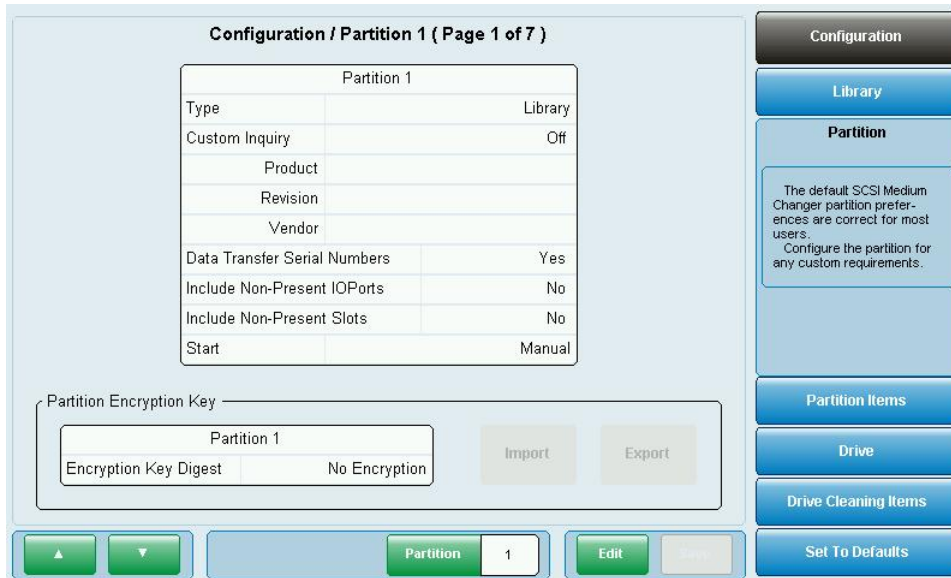 Configuration / Partition 1 ( Page 1 of 7 )
Partition 1
Type Library
Custom Inquiry Off
Product
Revision
Vendor
Data Transfer Serial Numbers Yes
Include Non-Present IOPorts No
Include Non-Present Slots No
Start Manual
Partition Encryption Key
Partition 1
Encryption Key Digest No Encryption
Import Export
Partition 1
Edit Save
Configuration
Library
Partition
The default SCSI Medium
Changer partition prefer-
ences are correct for most
users.
Configure the partition for
any custom requirements.
Partition Items
Drive
Drive Cleaning Items
Set To Defaults